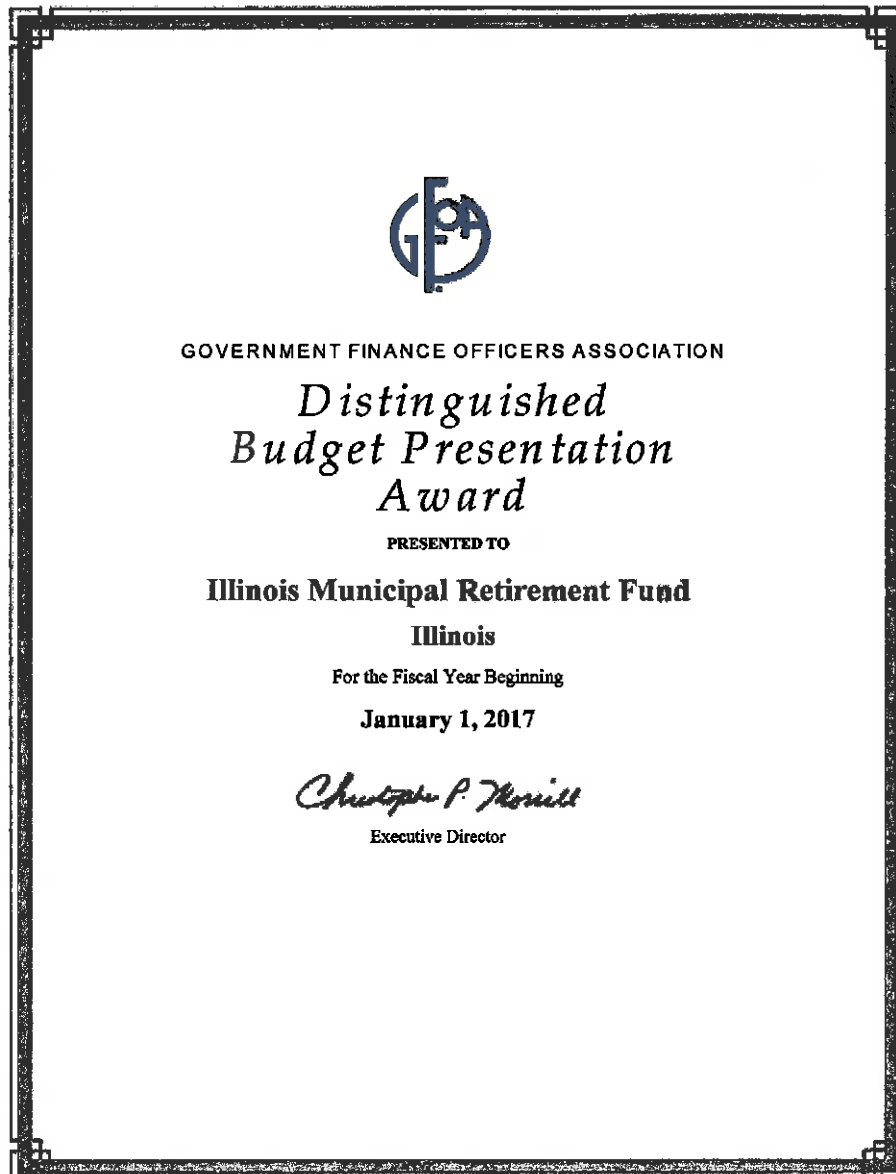 GFOA
GOVERNMENT FINANCE OFFICERS ASSOCIATION
Distinguished
Budget Presentation
Award
PRESENTED TO
Illinois Municipal Retirement Fund
Illinois
For the Fiscal Year Beginning
January 1, 2017
Christopher P. Morrill
Executive Director